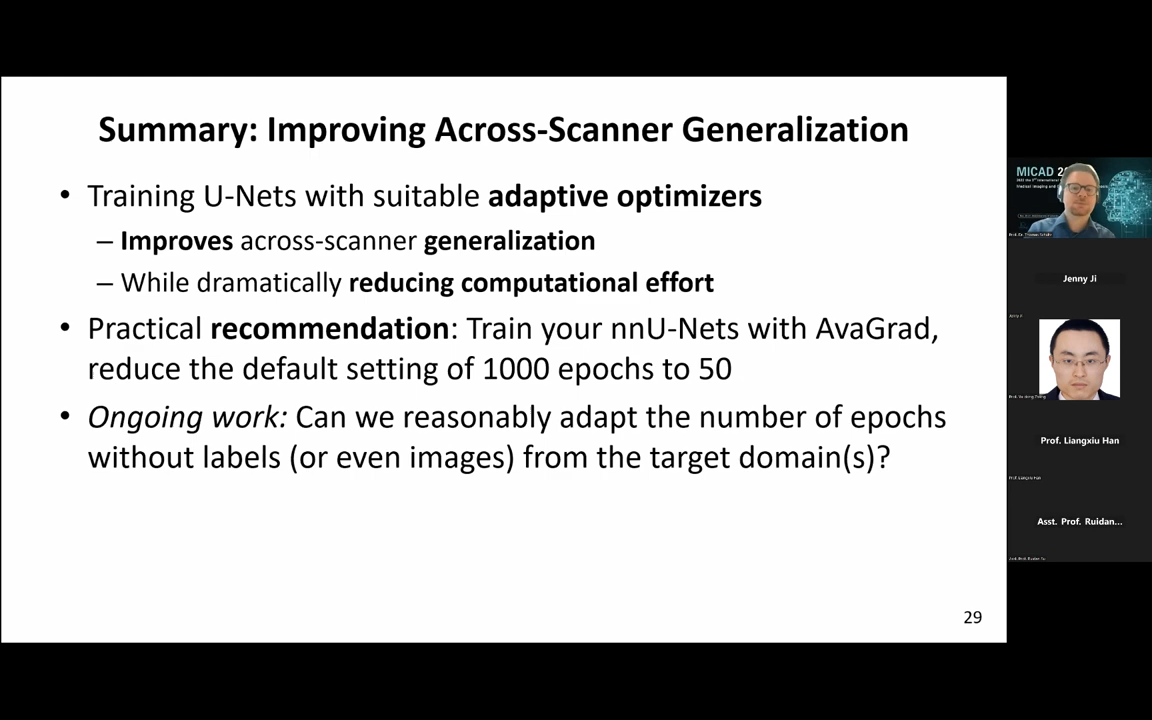 Summary: Improving Across-Scanner Generalization
• Training U-Nets with suitable adaptive optimizers
– Improves across-scanner generalization
– While dramatically reducing computational effort
• Practical recommendation: Train your nnU-Nets with AvaGrad,
reduce the default setting of 1000 epochs to 50
• Ongoing work: Can we reasonably adapt the number of epochs
without labels (or even images) from the target domain(s)?
29
MICAD 2
Jenny Ji
Prof. Liangxiu Han
Prof. Liangxiu Han
Asst. Prof. Ruidan...